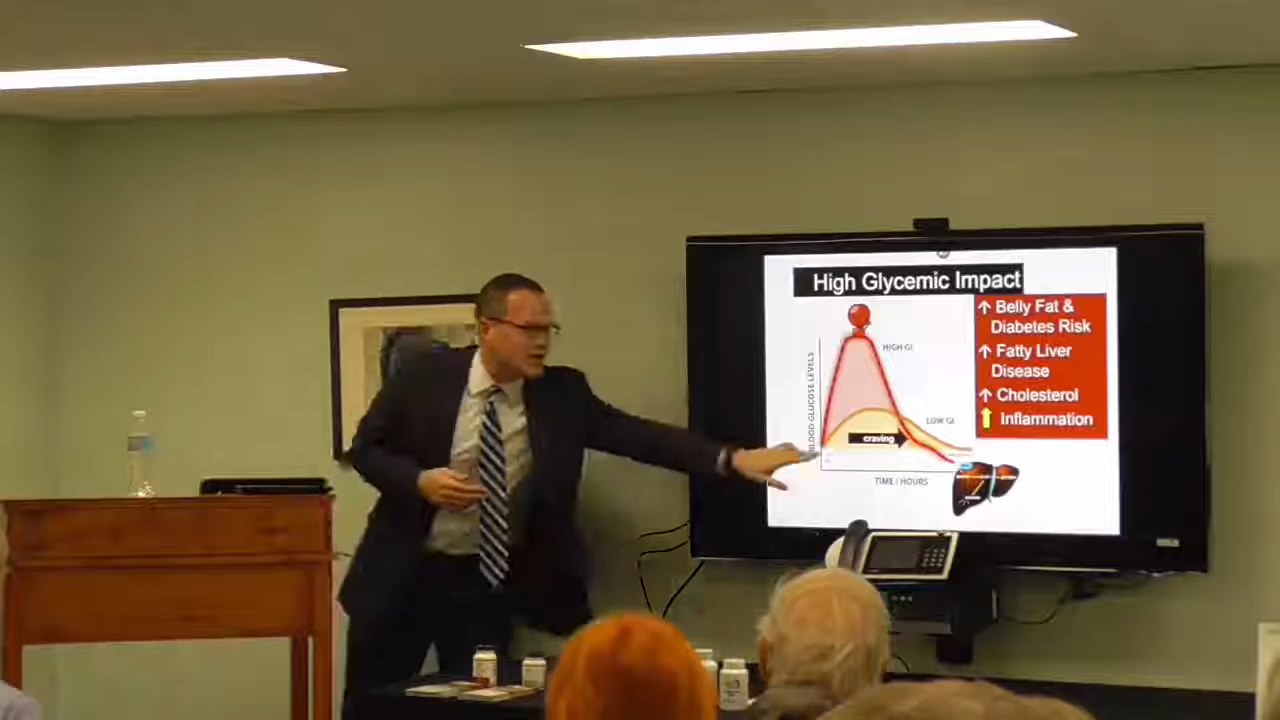 High Glycemic Impact
↑ Belly Fat &
Diabetes Risk
↑ Fatty Liver
Disease
↑ Cholesterol
↑ Inflammation
HIGH GI
LOW GI
BLOOD GLUCOSE LEVELS
craving
TIME / HOURS